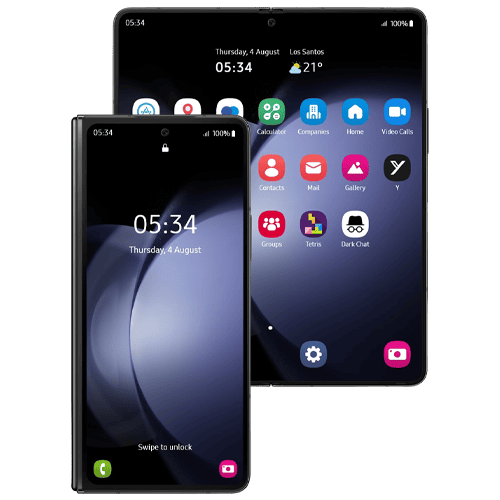 05:34
100%
Thursday, 4 August
05:34
Los Santos
21°
Calculator
Companies
Home
Video Calls
Contacts
Mail
Gallery
Y
Groups
Tetris
Dark Chat
05:34
100%
05:34
Thursday, 4 August
Swipe to unlock